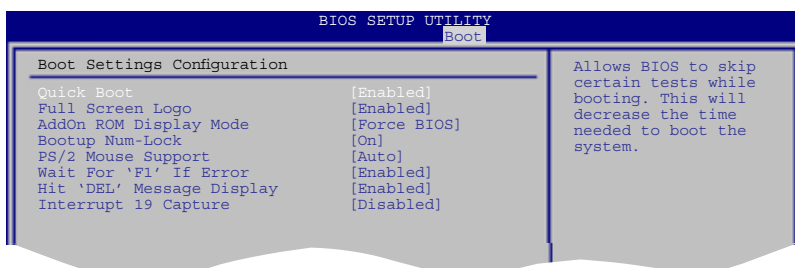 BIOS SETUP UTILITY
Boot
Boot Settings Configuration
Quick Boot [Enabled]
Full Screen Logo [Enabled]
AddOn ROM Display Mode [Force BIOS]
Bootup Num-Lock [On]
PS/2 Mouse Support [Auto]
Wait For ‘F1’ If Error [Enabled]
Hit ‘DEL’ Message Display [Enabled]
Interrupt 19 Capture [Disabled]
Allows BIOS to skip
certain tests while
booting. This will
decrease the time
needed to boot the
system.